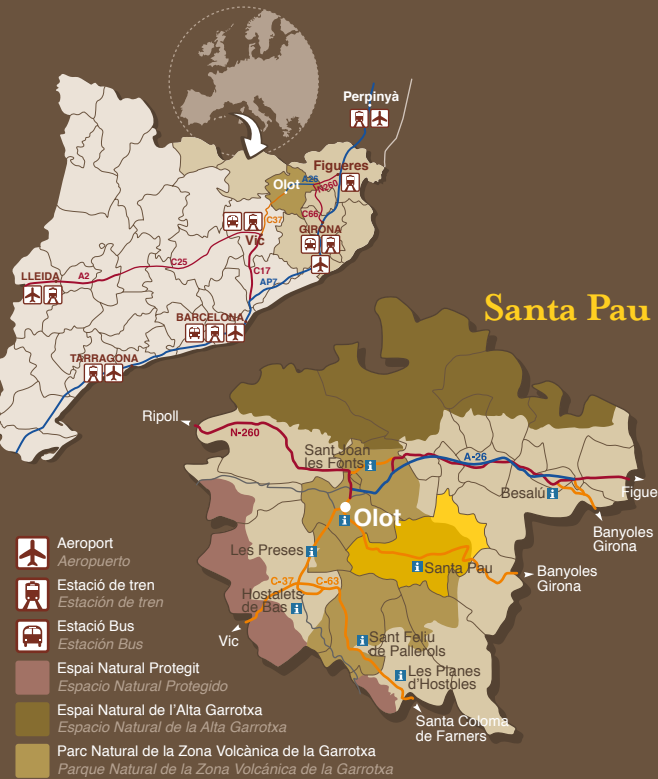 Perpinyà
Figueres
Olot
A26
N260
C37
C66
GIRONA
Vic
C25
C17
LLEIDA
A2
AP7
BARCELONA
TARRAGONA
Santa Pau
Ripoll
N-260
Sant Joan
les Fonts
A-26
Besalú
Figue
Olot
Banyoles
Girona
Les Preses
Santa Pau
Banyoles
Girona
C-37
C-63
Hostalets
de Bas
Vic
Sant Feliu
de Pallerols
Les Planes
d'Hostoles
Santa Coloma
de Farners
Aeroport
Aeropuerto
Estació de tren
Estación de tren
Estació Bus
Estación Bus
Espai Natural Protegit
Espacio Natural Protegido
Espai Natural de l'Alta Garrotxa
Espacio Natural de la Alta Garrotxa
Parc Natural de la Zona Volcànica de la Garrotxa
Parque Natural de la Zona Volcánica de la Garrotxa